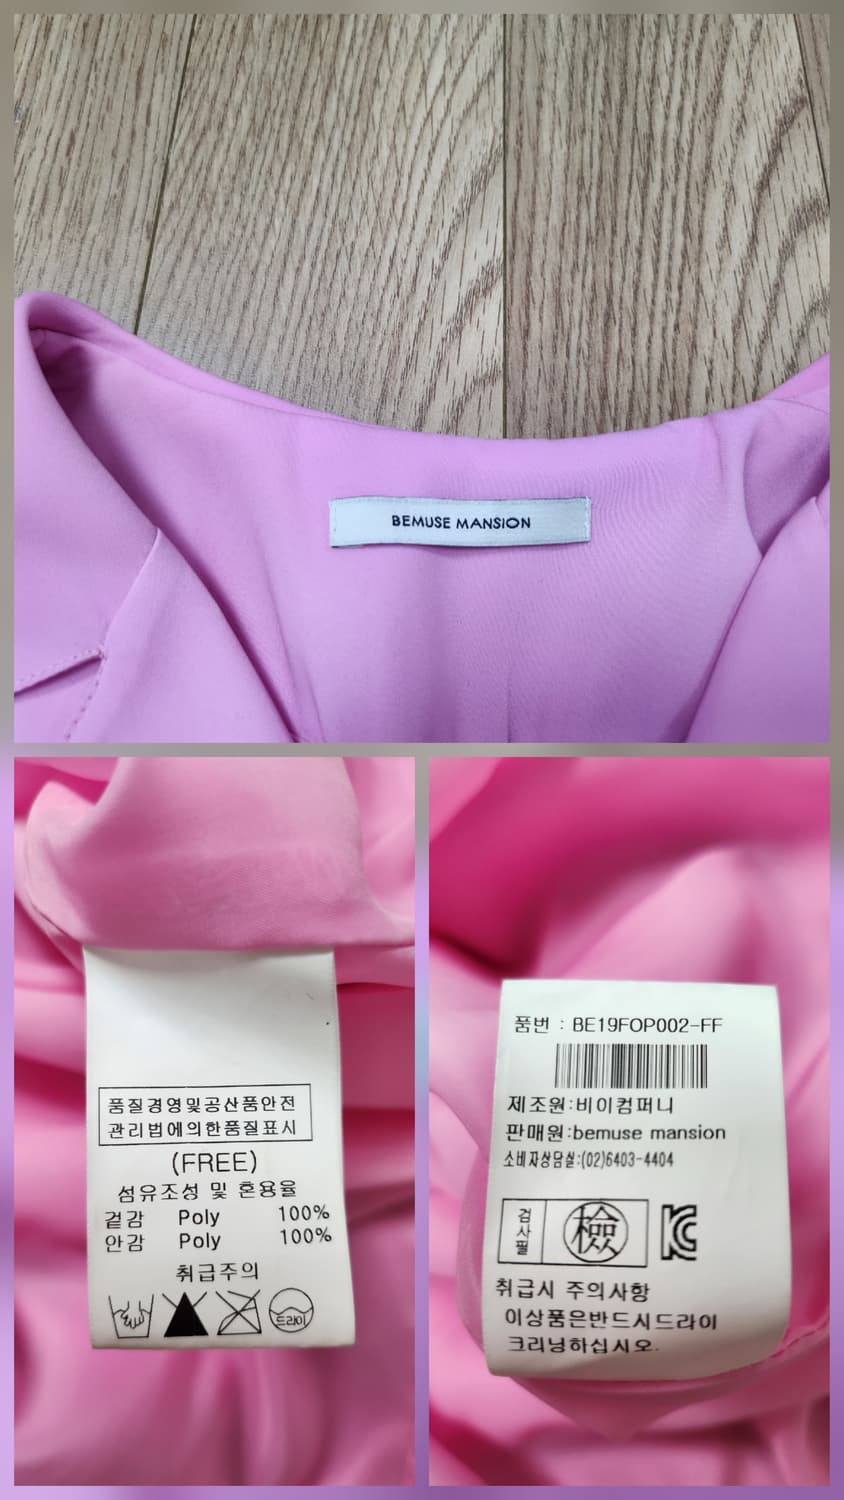 BEMUSE MANSION
품질경영및공산품안전
관리법에의한품질표시
(FREE)
섬유조성 및 혼용율
겉감 Poly 100%
안감 Poly 100%
취급주의
드라이
품번 : BE19FOP002-FF
제조원:비이컴퍼니
판매원:bemuse mansion
소비자상담실:(02)6403-4404
검사필
檢
취급시 주의사항
이상품은반드시드라이
크리닝하십시오.